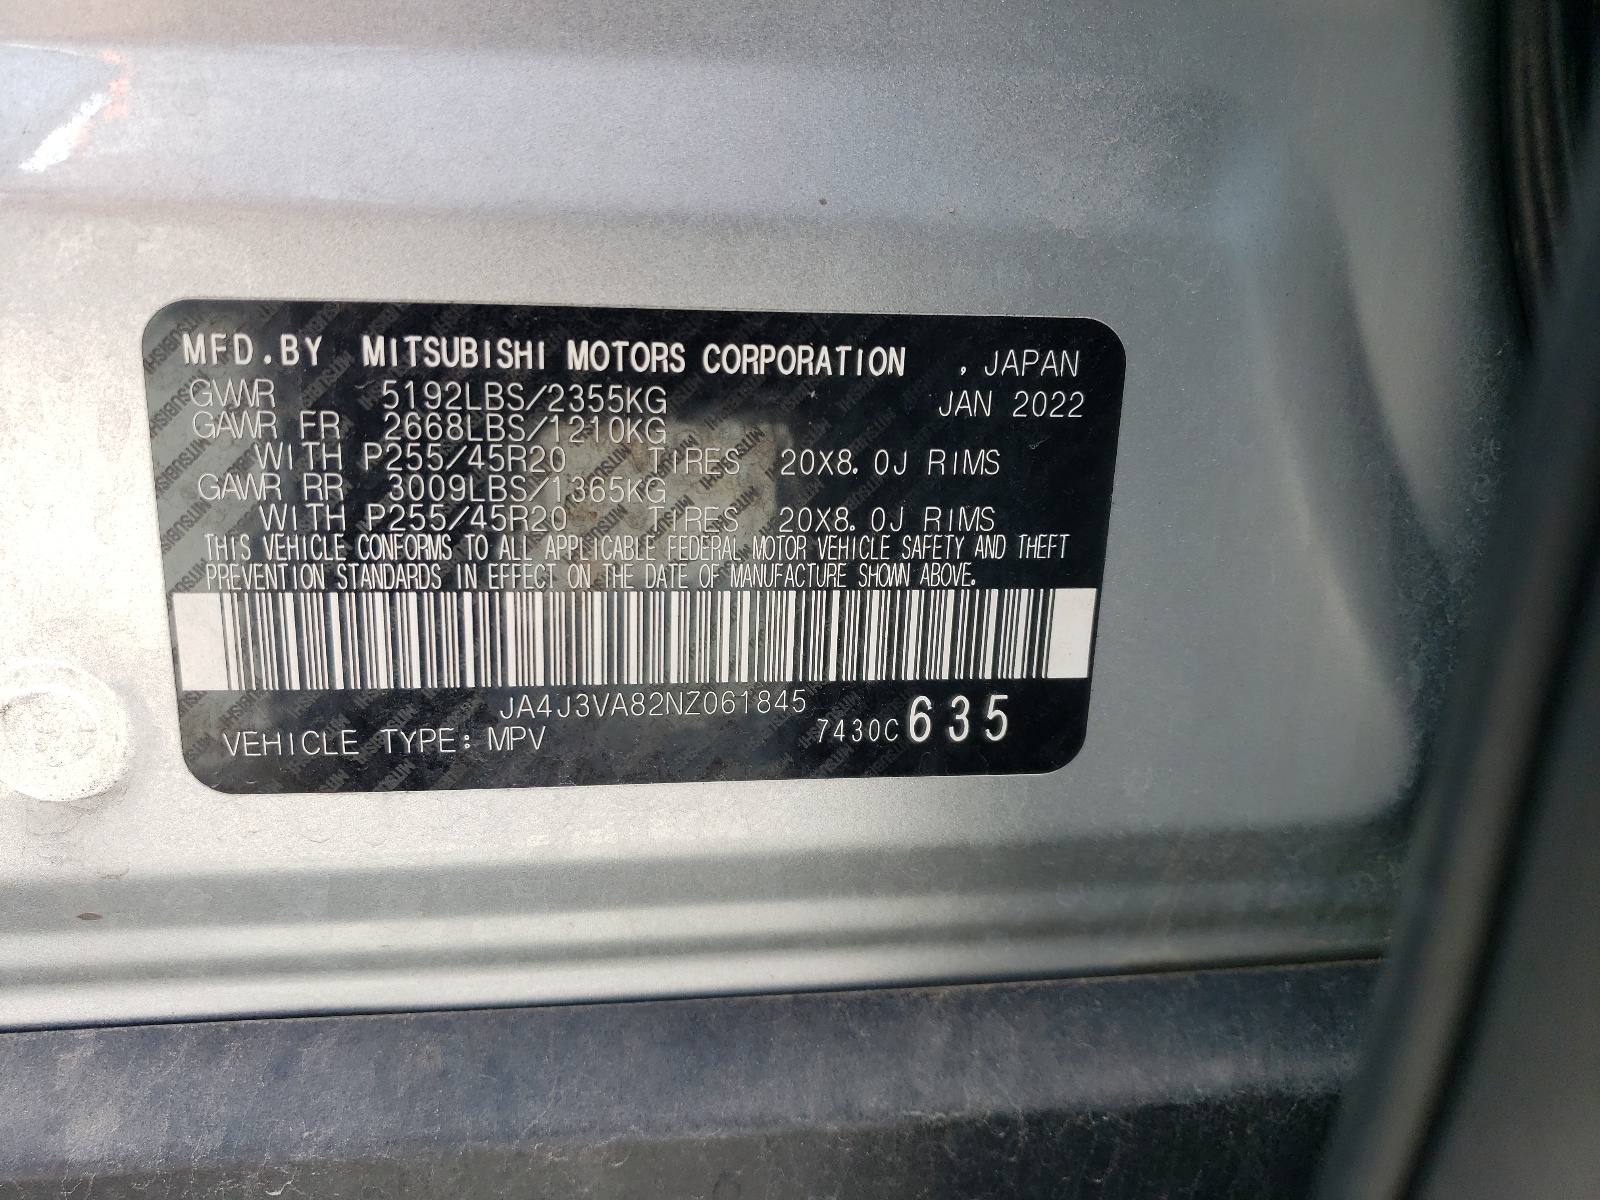 MFD.BY MITSUBISHI MOTORS CORPORATION , JAPAN
GVWR 5192LBS/2355KG JAN 2022
GAWR FR 2668LBS/1210KG
WITH P255/45R20 TIRES 20X8.0J RIMS
GAWR RR 3009LBS/1365KG
WITH P255/45R20 TIRES 20X8.0J RIMS
THIS VEHICLE CONFORMS TO ALL APPLICABLE FEDERAL MOTOR VEHICLE SAFETY AND THEFT
PREVENTION STANDARDS IN EFFECT ON THE DATE OF MANUFACTURE SHOWN ABOVE.
JA4J3VA82NZ061845
VEHICLE TYPE: MPV 7430C 635